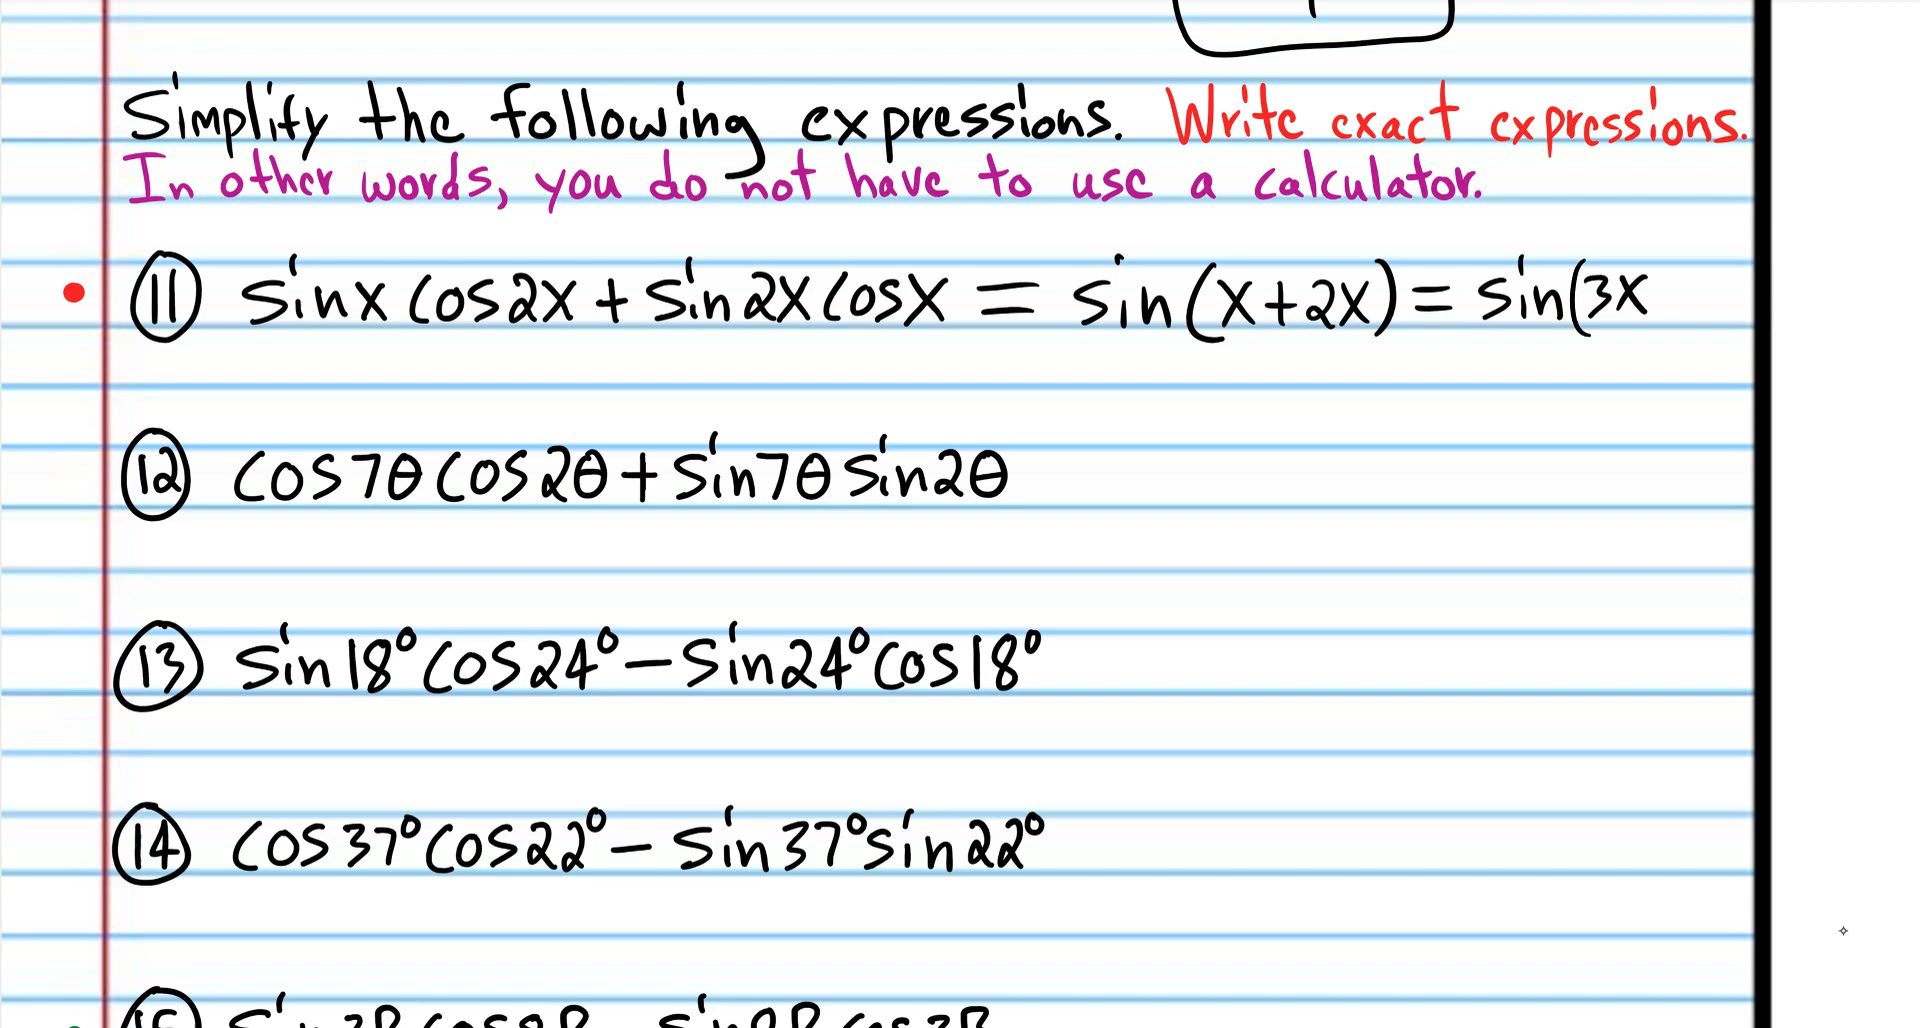 Simplify the following expressions. Write exact expressions.
In other words, you do not have to use a calculator.
⑪ sinx cos2x + sin2x cosx = sin(x+2x) = sin(3x
⑫ cos7θ cos2θ + sin7θ sin2θ
⑬ sin18° cos24° − sin24° cos18°
⑭ cos37° cos22° − sin37° sin22°